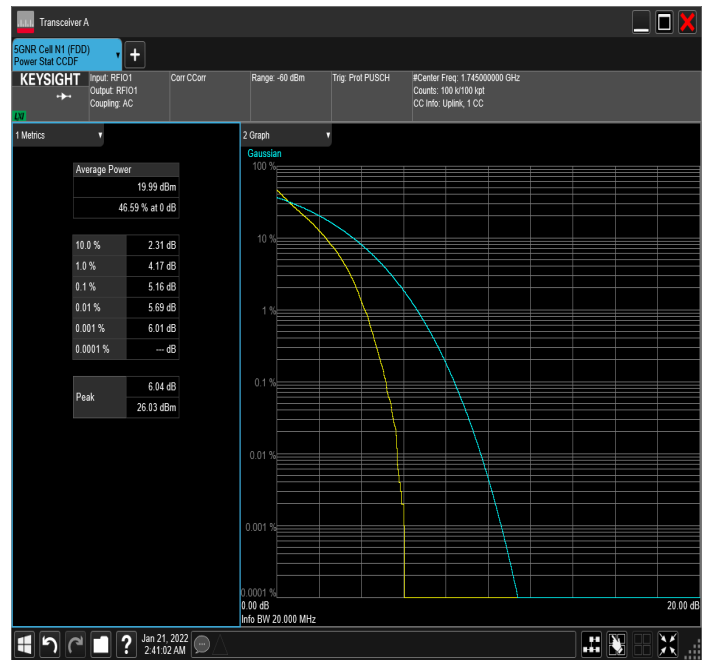 Transceiver A
5GNR Cell N1 (FDD)
Power Stat CCDF
+
KEYSIGHT
LXI
Input: RFIO1
Output: RFIO1
Coupling: AC
Corr CCorr
Range: -60 dBm
Trig: Prot PUSCH
#Center Freq: 1.745000000 GHz
Counts: 100 k/100 kpt
CC Info: Uplink, 1 CC
1 Metrics
Average Power
19.99 dBm
46.59 % at 0 dB
10.0 % 2.31 dB
1.0 % 4.17 dB
0.1 % 5.16 dB
0.01 % 5.69 dB
0.001 % 6.01 dB
0.0001 % --- dB
Peak
6.04 dB
26.03 dBm
2 Graph
Gaussian
100 %
10 %
1 %
0.1 %
0.01 %
0.001 %
0.0001 %
0.00 dB 20.00 dB
Info BW 20.000 MHz
?
Jan 21, 2022
2:41:02 AM